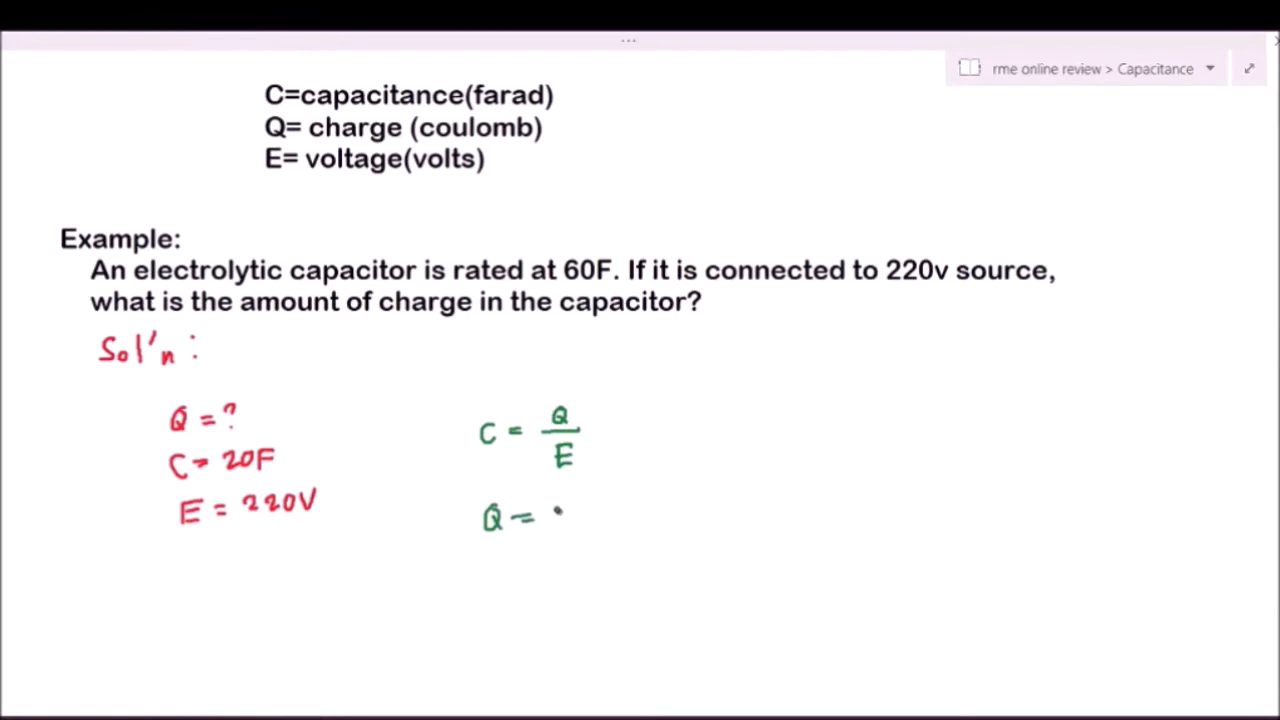 ...
rme online review > Capacitance
C=capacitance(farad)
Q= charge (coulomb)
E= voltage(volts)
Example:
An electrolytic capacitor is rated at 60F. If it is connected to 220v source,
what is the amount of charge in the capacitor?
Sol'n :
Q = ?
C = 20F
E = 220V
C = Q
E
Q =